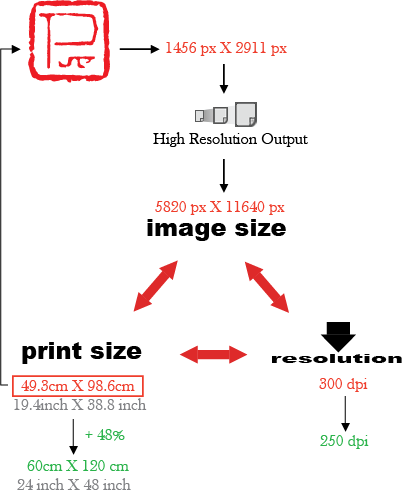 1456 px X 2911 px
High Resolution Output
5820 px X 11640 px
image size
print size
49.3cm X 98.6cm
19.4inch X 38.8 inch
+ 48%
60cm X 120 cm
24 inch X 48 inch
resolution
300 dpi
250 dpi